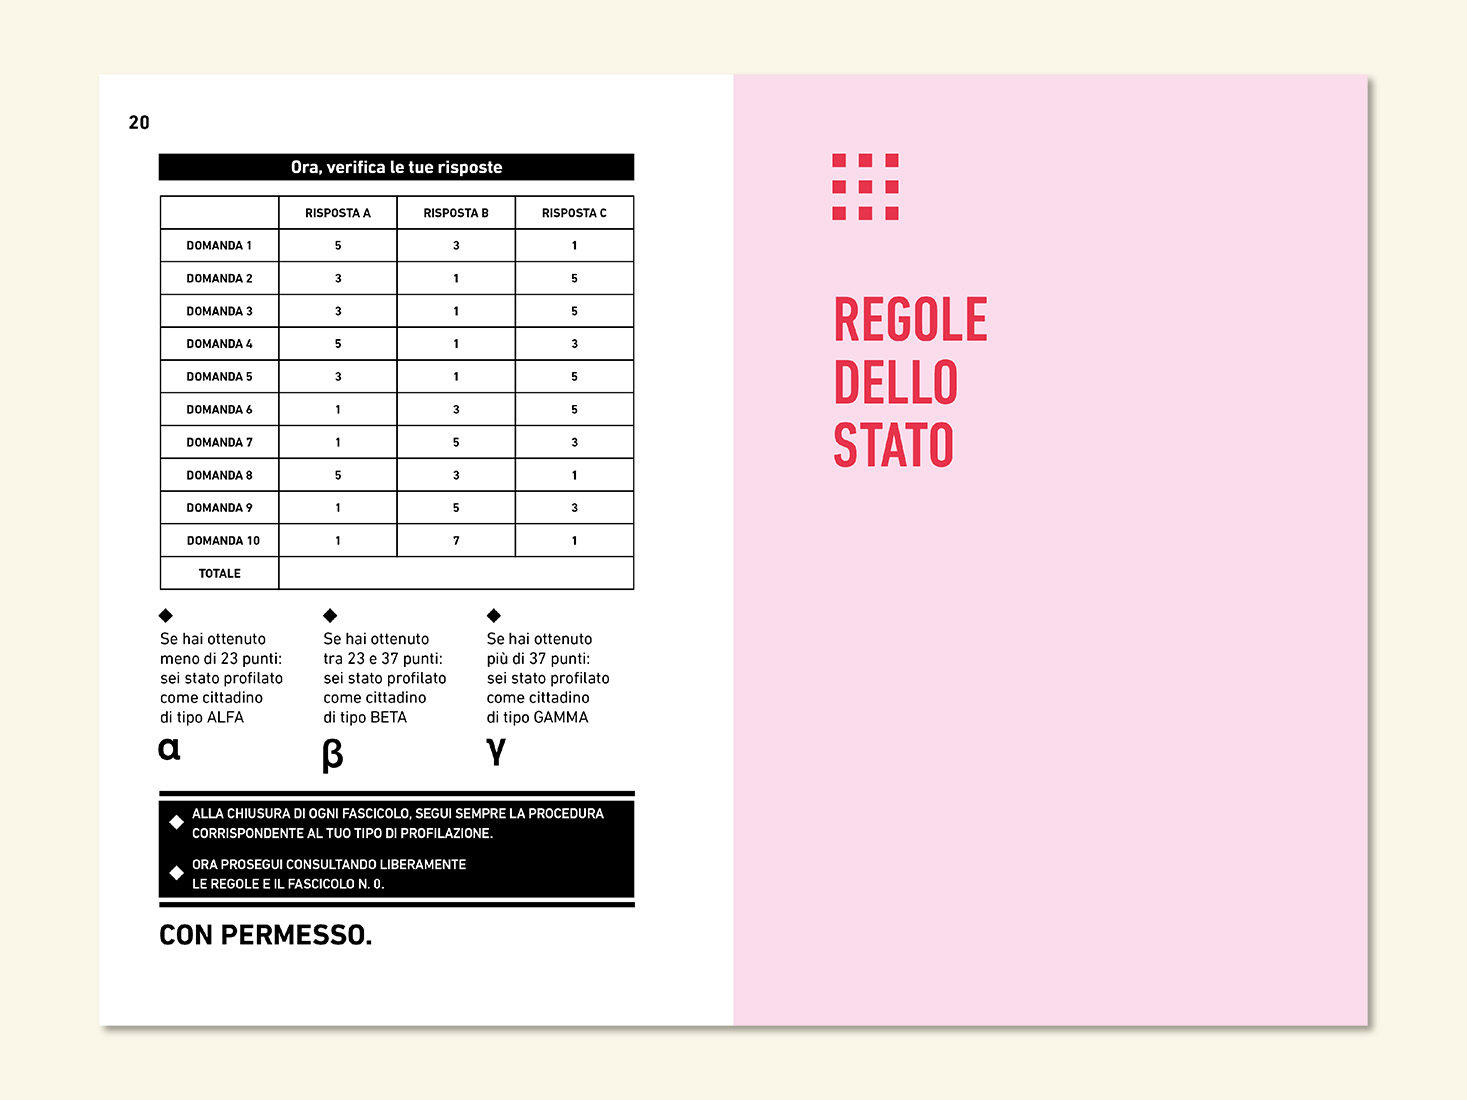 20
Ora, verifica le tue risposte
RISPOSTA A RISPOSTA B RISPOSTA C
DOMANDA 1 5 3 1
DOMANDA 2 3 1 5
DOMANDA 3 3 1 5
DOMANDA 4 5 1 3
DOMANDA 5 3 1 5
DOMANDA 6 1 3 5
DOMANDA 7 1 5 3
DOMANDA 8 5 3 1
DOMANDA 9 1 5 3
DOMANDA 10 1 7 1
TOTALE
Se hai ottenuto
meno di 23 punti:
sei stato profilato
come cittadino
di tipo ALFA
α
Se hai ottenuto
tra 23 e 37 punti:
sei stato profilato
come cittadino
di tipo BETA
β
Se hai ottenuto
più di 37 punti:
sei stato profilato
come cittadino
di tipo GAMMA
γ
ALLA CHIUSURA DI OGNI FASCICOLO, SEGUI SEMPRE LA PROCEDURA
CORRISPONDENTE AL TUO TIPO DI PROFILAZIONE.
ORA PROSEGUI CONSULTANDO LIBERAMENTE
LE REGOLE E IL FASCICOLO N. 0.
CON PERMESSO.
REGOLE
DELLO
STATO